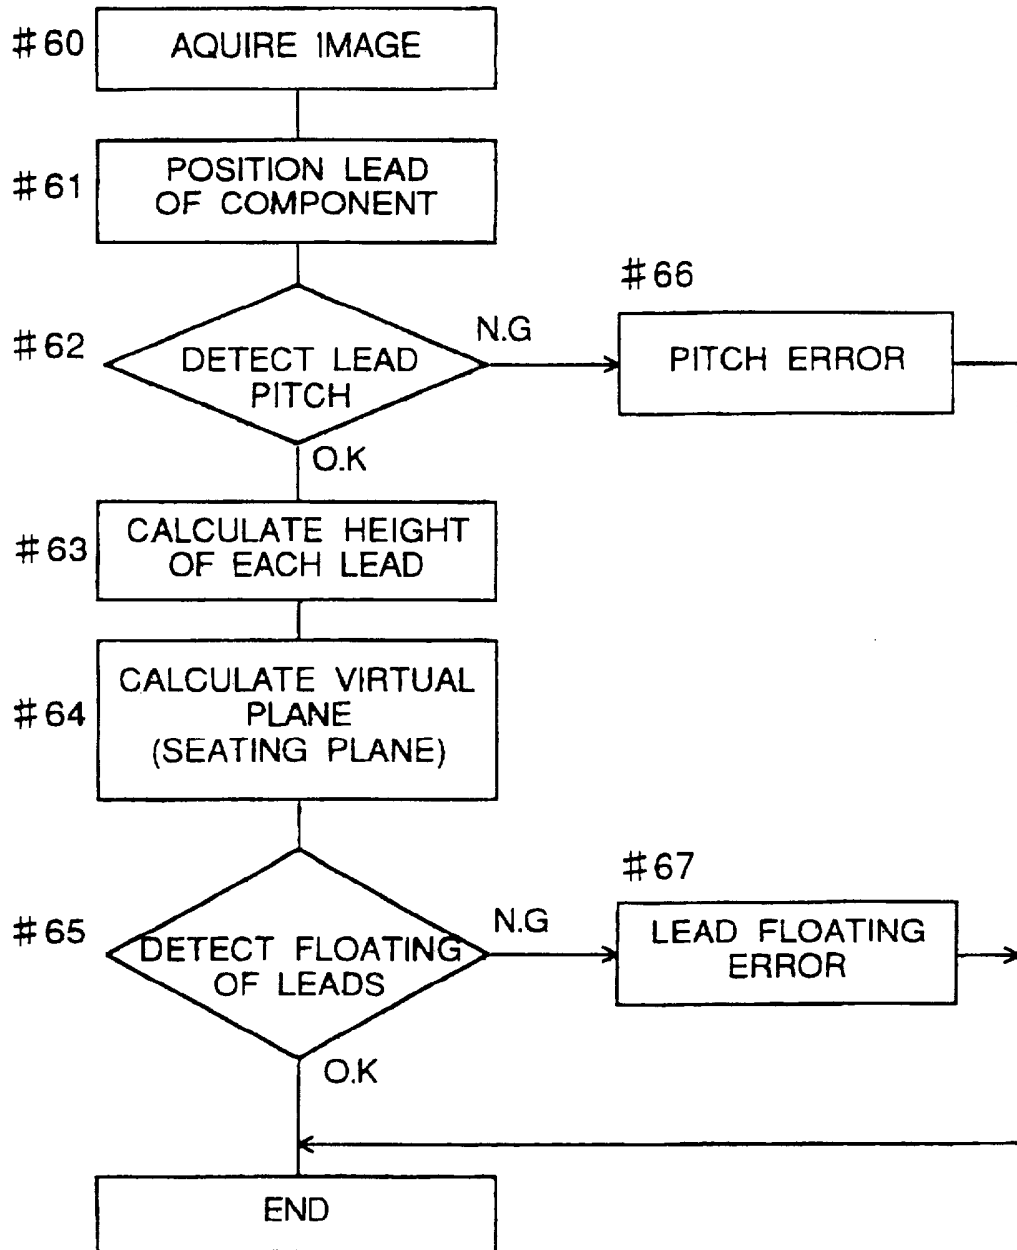 #60
AQUIRE IMAGE
#61
POSITION LEAD
OF COMPONENT
#62
DETECT LEAD
PITCH
N.G
#66
PITCH ERROR
O.K
#63
CALCULATE HEIGHT
OF EACH LEAD
#64
CALCULATE VIRTUAL
PLANE
(SEATING PLANE)
#65
DETECT FLOATING
OF LEADS
N.G
#67
LEAD FLOATING
ERROR
O.K
END